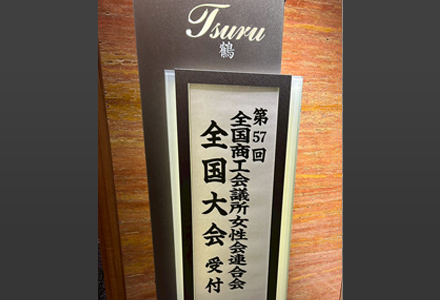 Tsuru
鶴
第57回
全国商工会議所女性会連合会
全国大会 受付